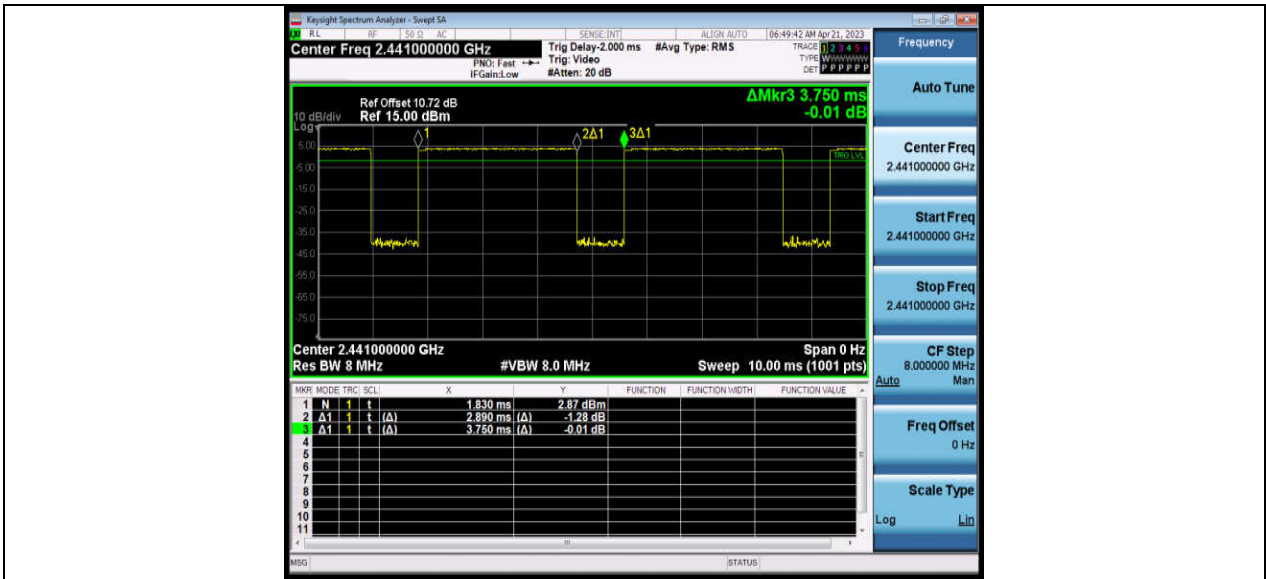 Keysight Spectrum Analyzer - Swept SA
RL RF 50 Ω AC SENSE:INT ALIGN AUTO 06:49:42 AM Apr 21, 2023
Center Freq 2.441000000 GHz
PNO: Fast
IFGain:Low
Trig Delay-2.000 ms
Trig: Video
#Atten: 20 dB
#Avg Type: RMS
TRACE 1 2 3 4 5 6
TYPE WWWWWW
DET P P P P P P
ΔMkr3 3.750 ms
-0.01 dB
Ref Offset 10.72 dB
10 dB/div Ref 15.00 dBm
Log
1
2Δ1
3Δ1
TRIG LVL
5.00
-5.00
-15.0
-25.0
-35.0
-45.0
-55.0
-65.0
-75.0
Center 2.441000000 GHz Span 0 Hz
Res BW 8 MHz #VBW 8.0 MHz Sweep 10.00 ms (1001 pts)
MKR MODE TRC SCL X Y FUNCTION FUNCTION WIDTH FUNCTION VALUE
1 N 1 t 1.830 ms 2.87 dBm
2 Δ1 1 t (Δ) 2.890 ms (Δ) -1.28 dB
3 Δ1 1 t (Δ) 3.750 ms (Δ) -0.01 dB
4
5
6
7
8
9
10
11
MSG STATUS
Frequency
Auto Tune
Center Freq
2.441000000 GHz
Start Freq
2.441000000 GHz
Stop Freq
2.441000000 GHz
CF Step
8.000000 MHz
Auto Man
Freq Offset
0 Hz
Scale Type
Log Lin